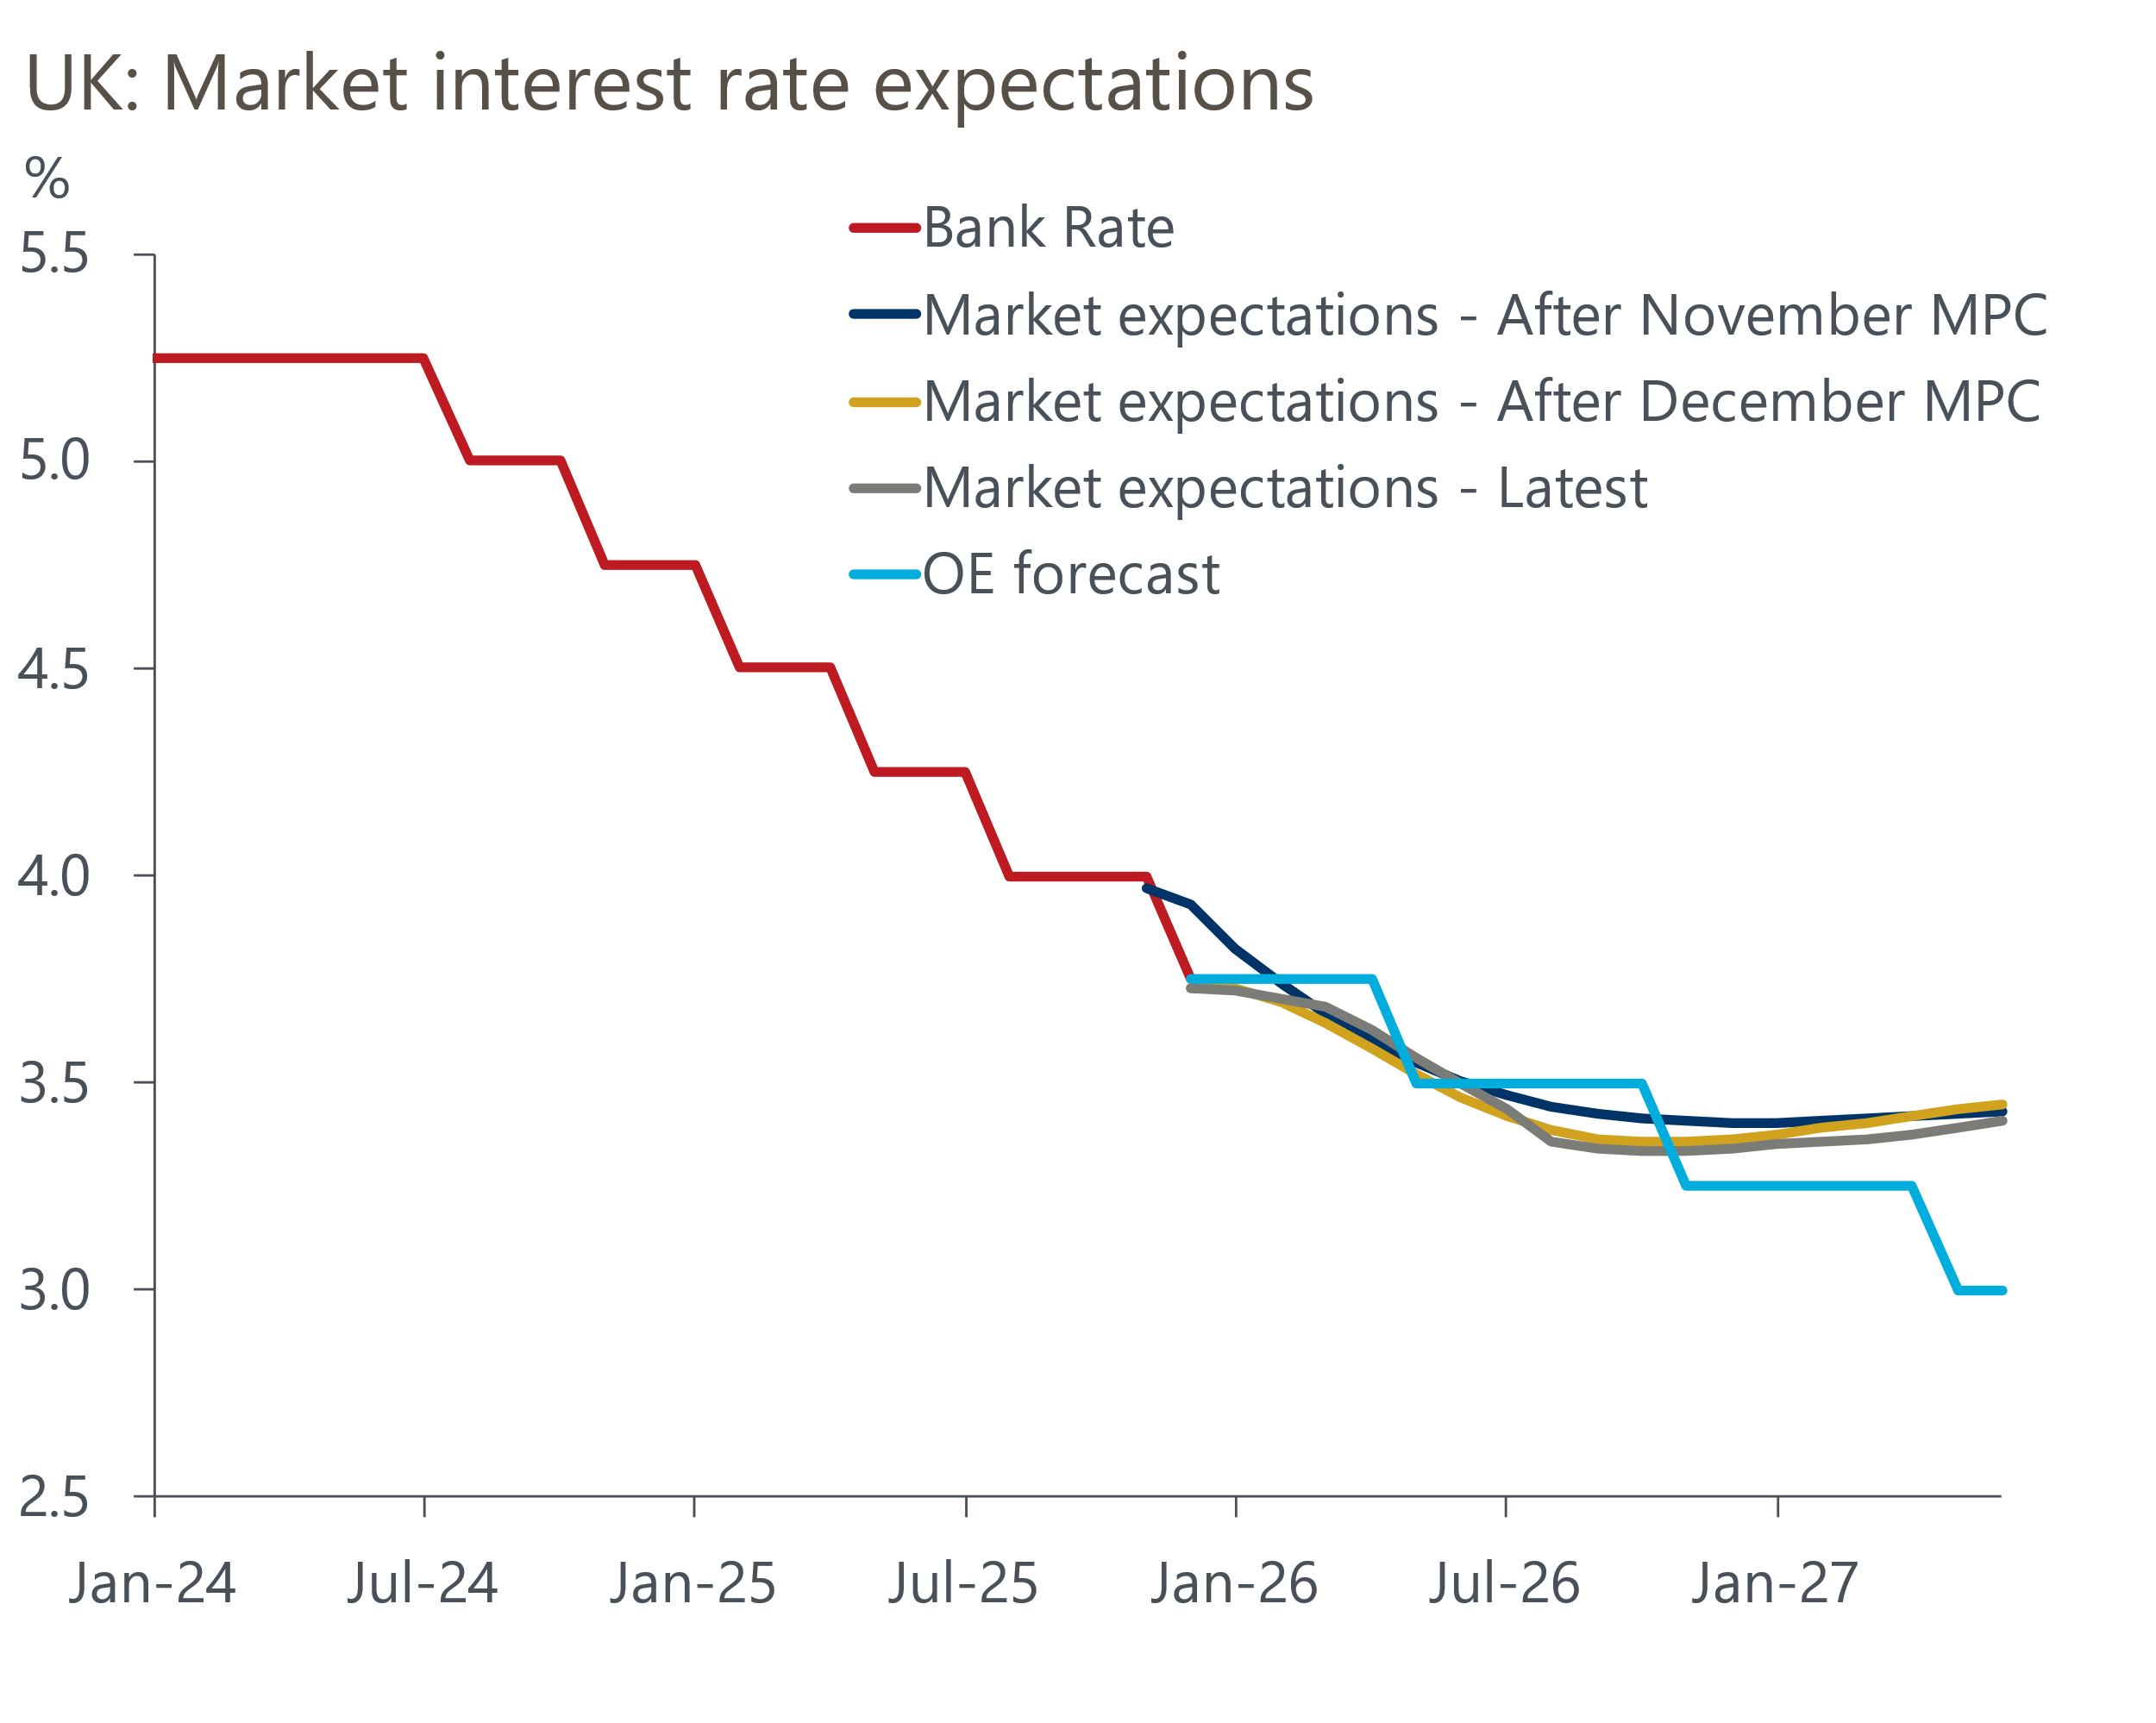 UK: Market interest rate expectations
%
Bank Rate
Market expectations - After November MPC
Market expectations - After December MPC
Market expectations - Latest
OE forecast
5.5
5.0
4.5
4.0
3.5
3.0
2.5
Jan-24 Jul-24 Jan-25 Jul-25 Jan-26 Jul-26 Jan-27